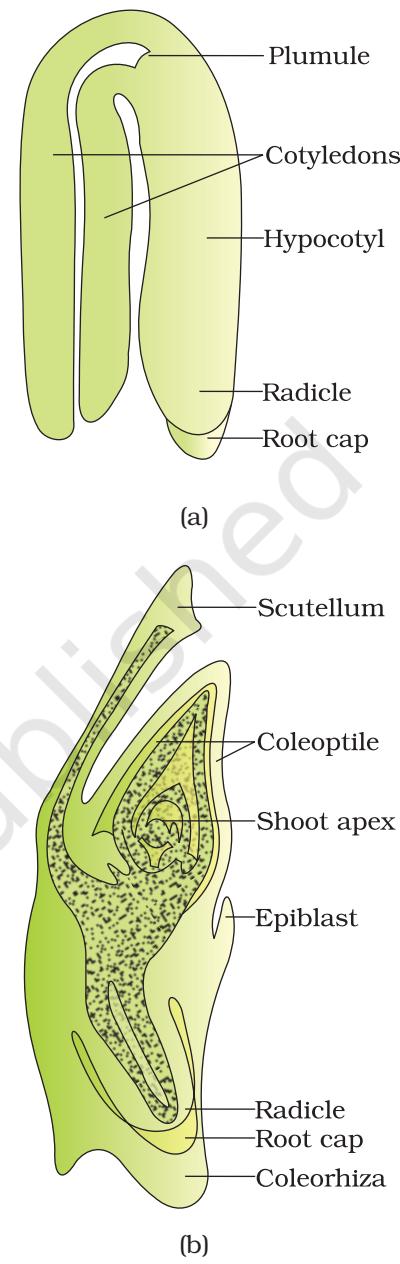 Plumule
Cotyledons
Hypocotyl
Radicle
Root cap
(a)
Scutellum
Coleoptile
Shoot apex
Epiblast
Radicle
Root cap
Coleorhiza
(b)